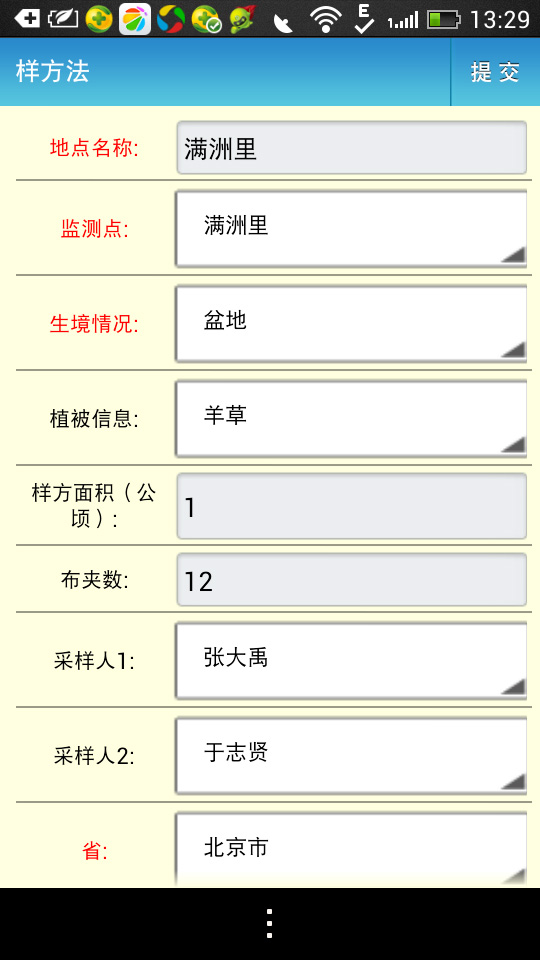 E
13:29
样方法
提 交
地点名称:
满洲里
监测点:
满洲里
生境情况:
盆地
植被信息:
羊草
样方面积（公
顷）:
1
布夹数:
12
采样人1:
张大禹
采样人2:
于志贤
省:
北京市